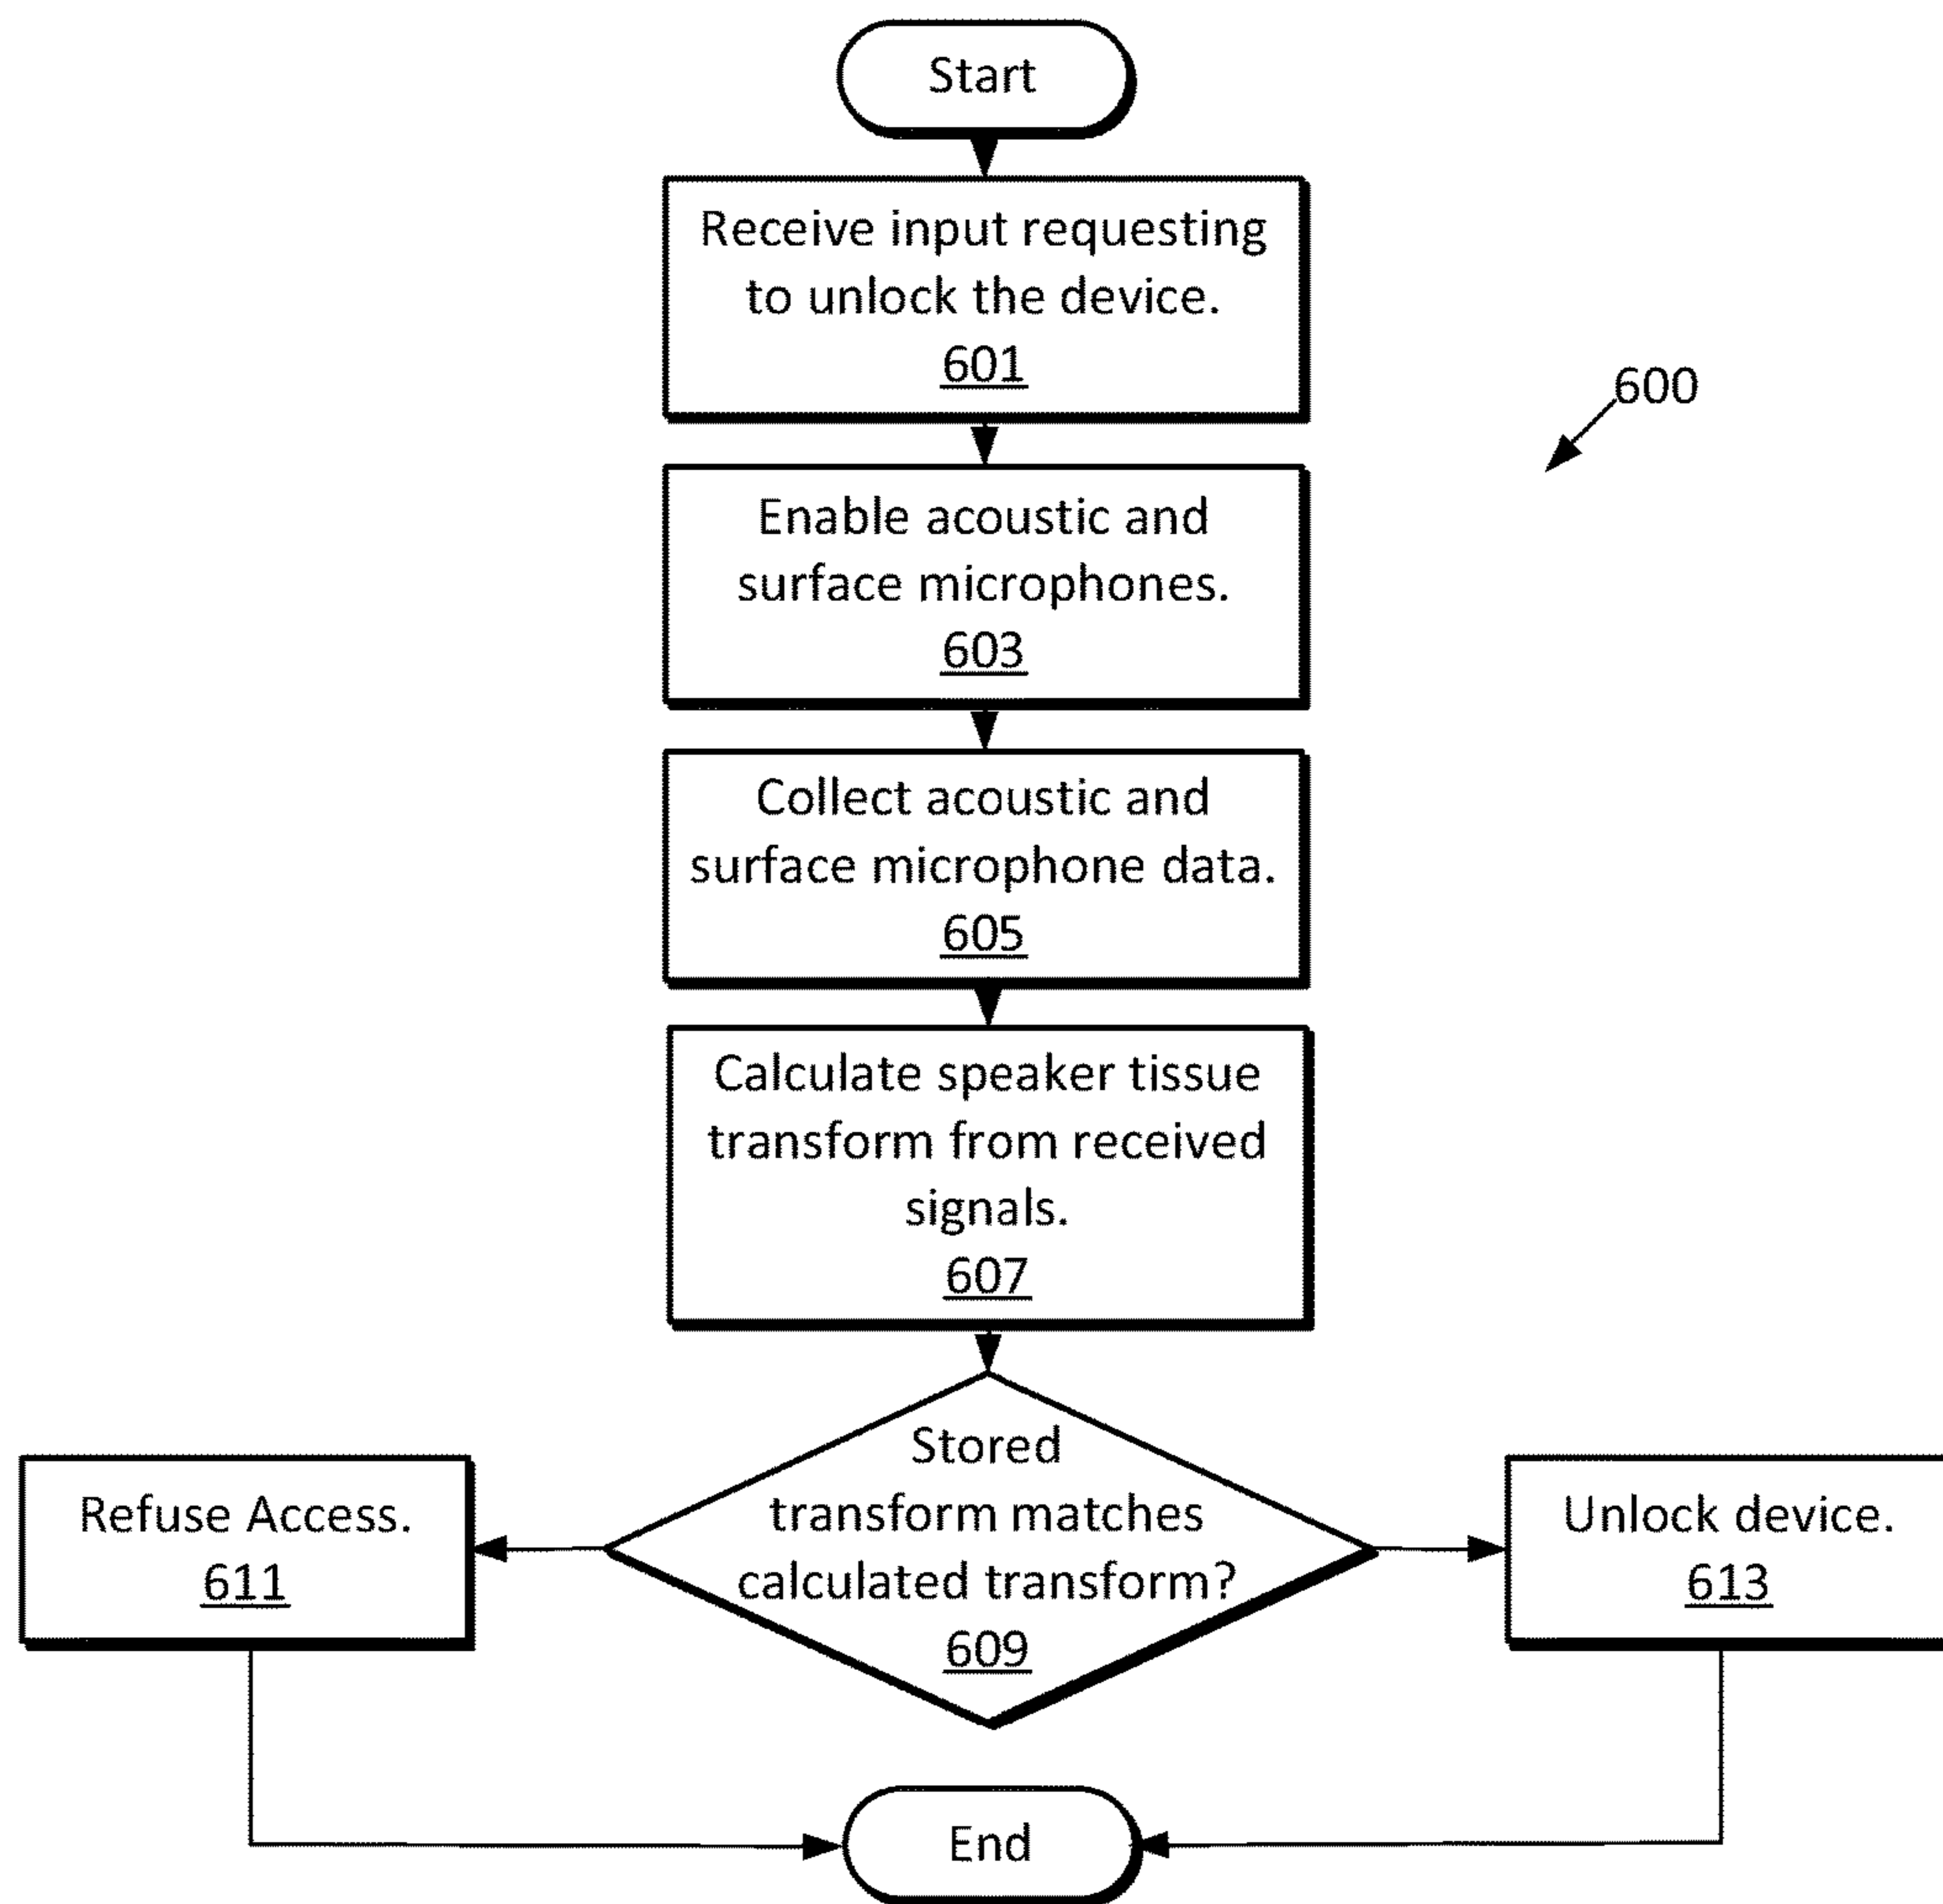 Start
Receive input requesting
to unlock the device.
601
600
Enable acoustic and
surface microphones.
603
Collect acoustic and
surface microphone data.
605
Calculate speaker tissue
transform from received
signals.
607
Stored
transform matches
calculated transform?
609
Refuse Access.
611
Unlock device.
613
End